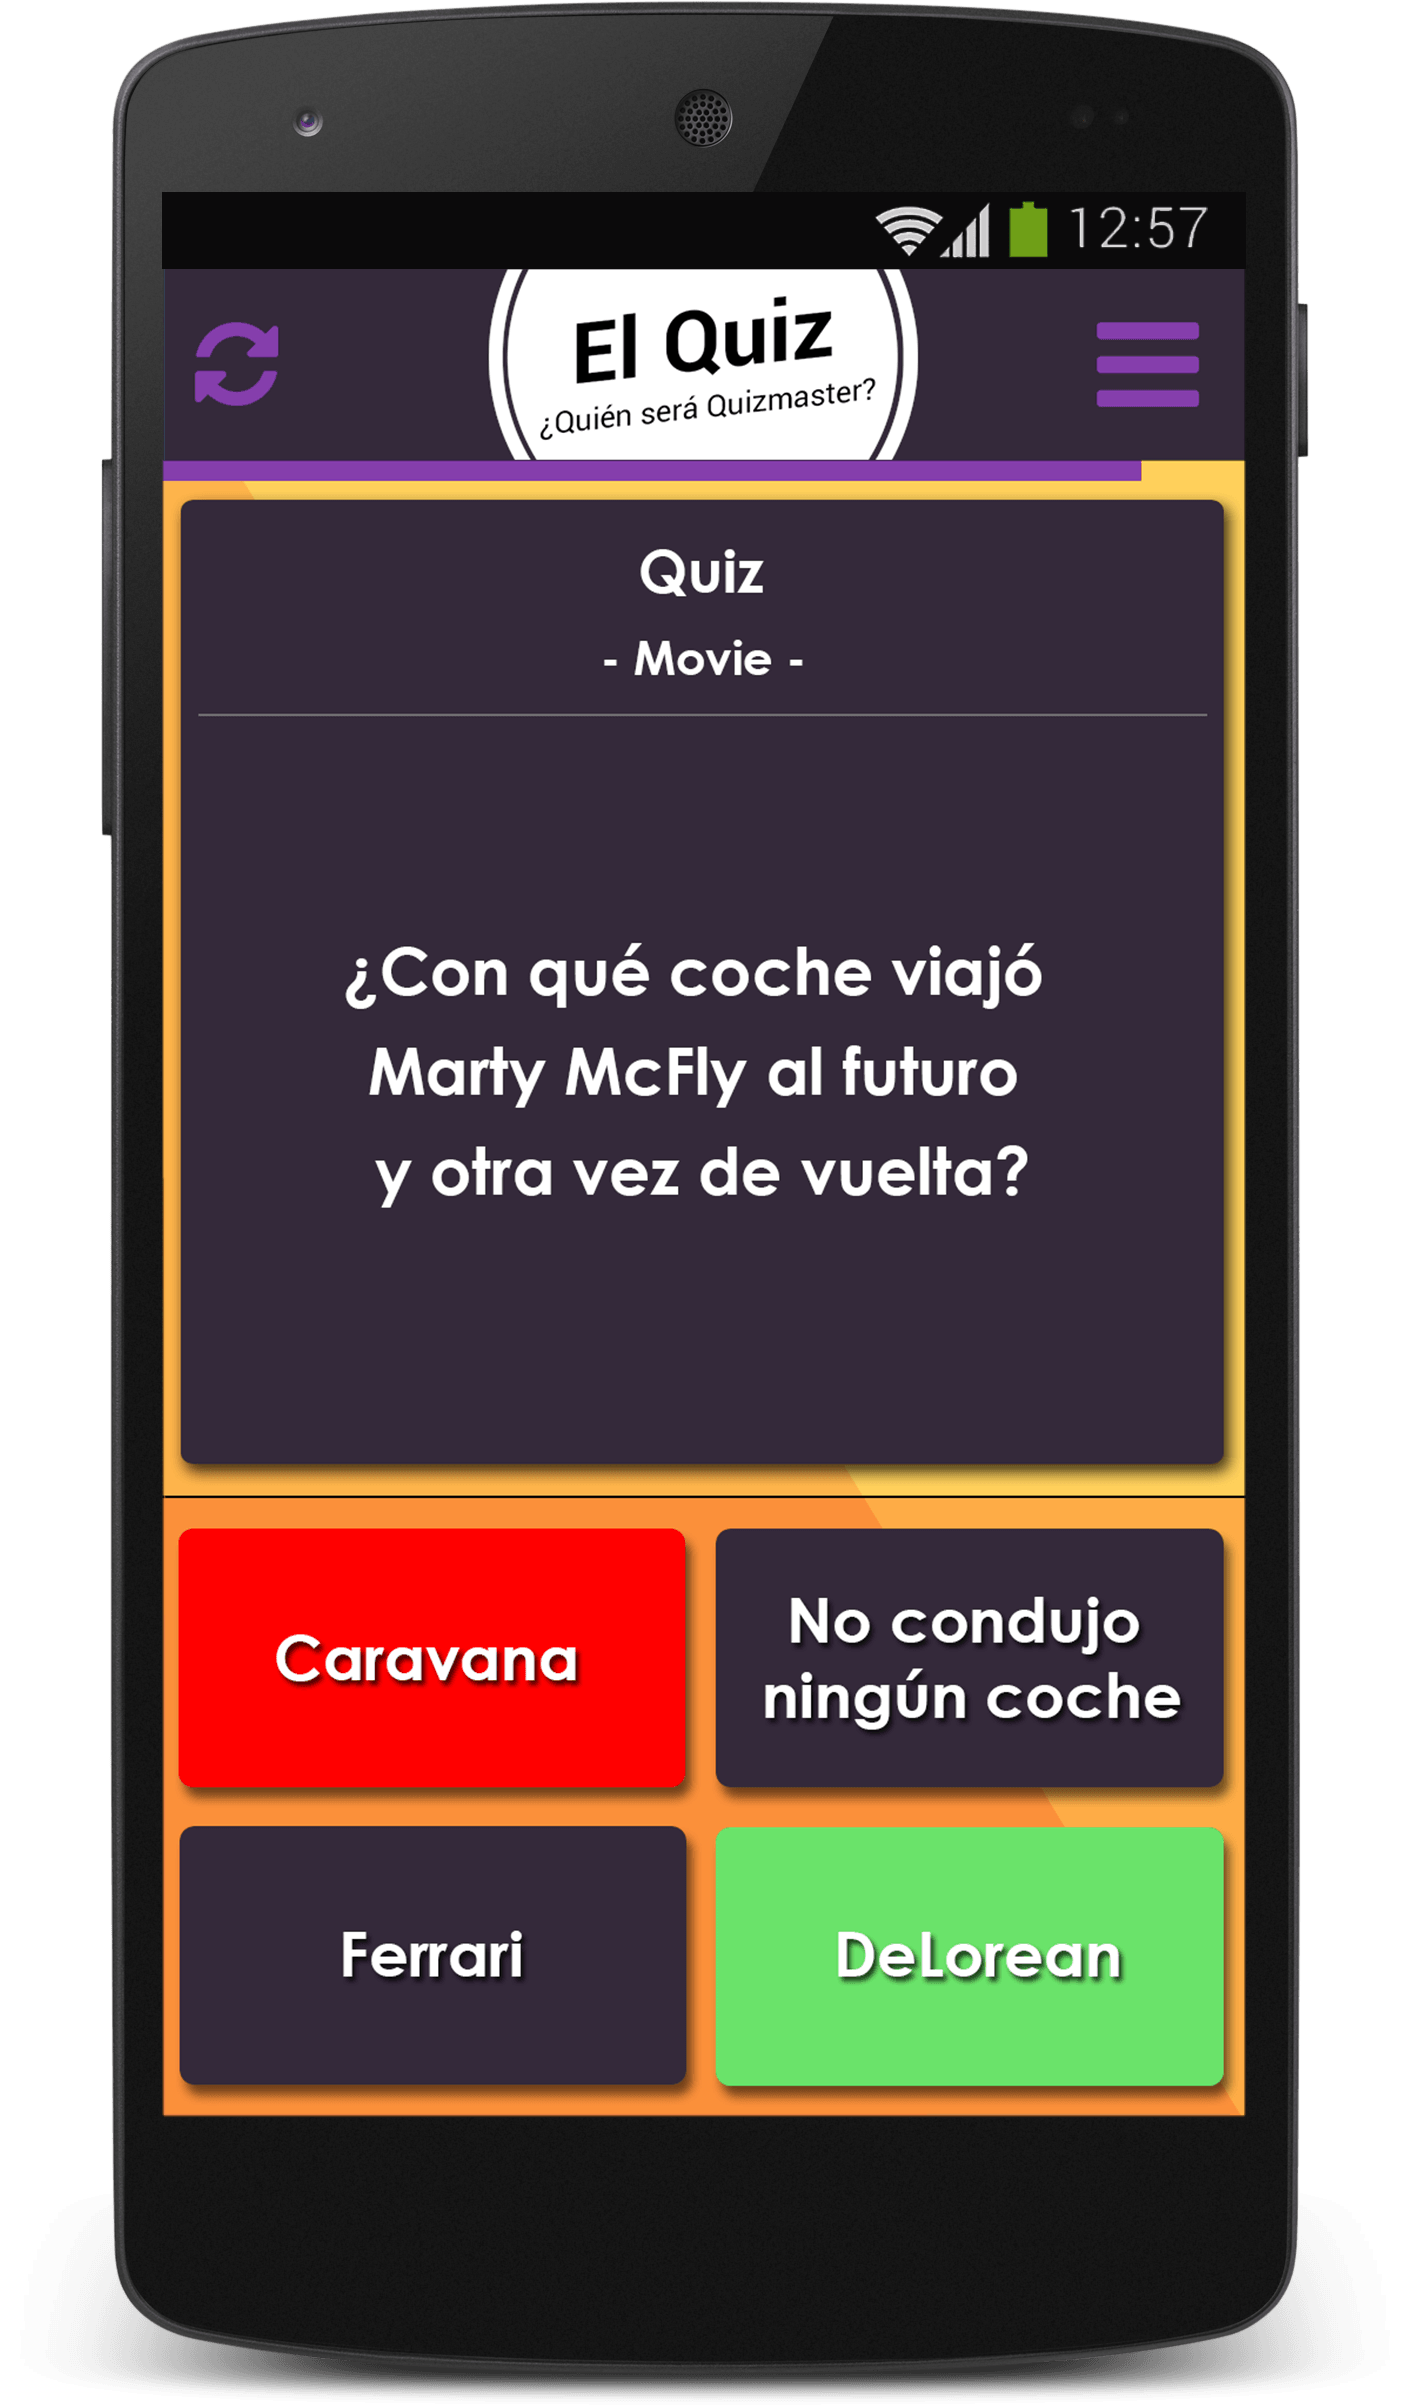 12:57
El Quiz
¿Quién será Quizmaster?
Quiz
- Movie -
¿Con qué coche viajó
Marty McFly al futuro
y otra vez de vuelta?
Caravana
No condujo
ningún coche
Ferrari
DeLorean